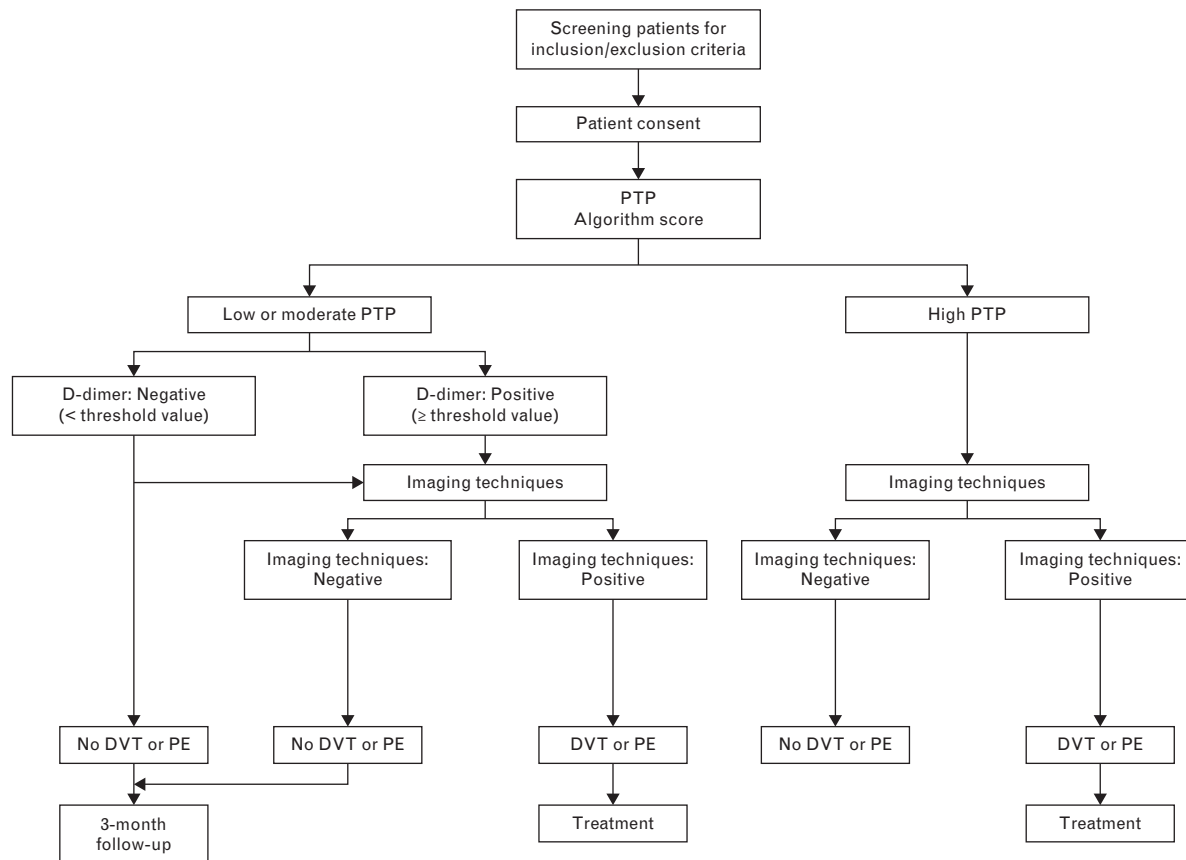 Screening patients for
inclusion/exclusion criteria
Patient consent
PTP
Algorithm score
Low or moderate PTP
High PTP
D-dimer: Negative
(< threshold value)
D-dimer: Positive
(≥ threshold value)
Imaging techniques
Imaging techniques
Imaging techniques:
Negative
Imaging techniques:
Positive
Imaging techniques:
Negative
Imaging techniques:
Positive
No DVT or PE
No DVT or PE
DVT or PE
No DVT or PE
DVT or PE
3-month
follow-up
Treatment
Treatment